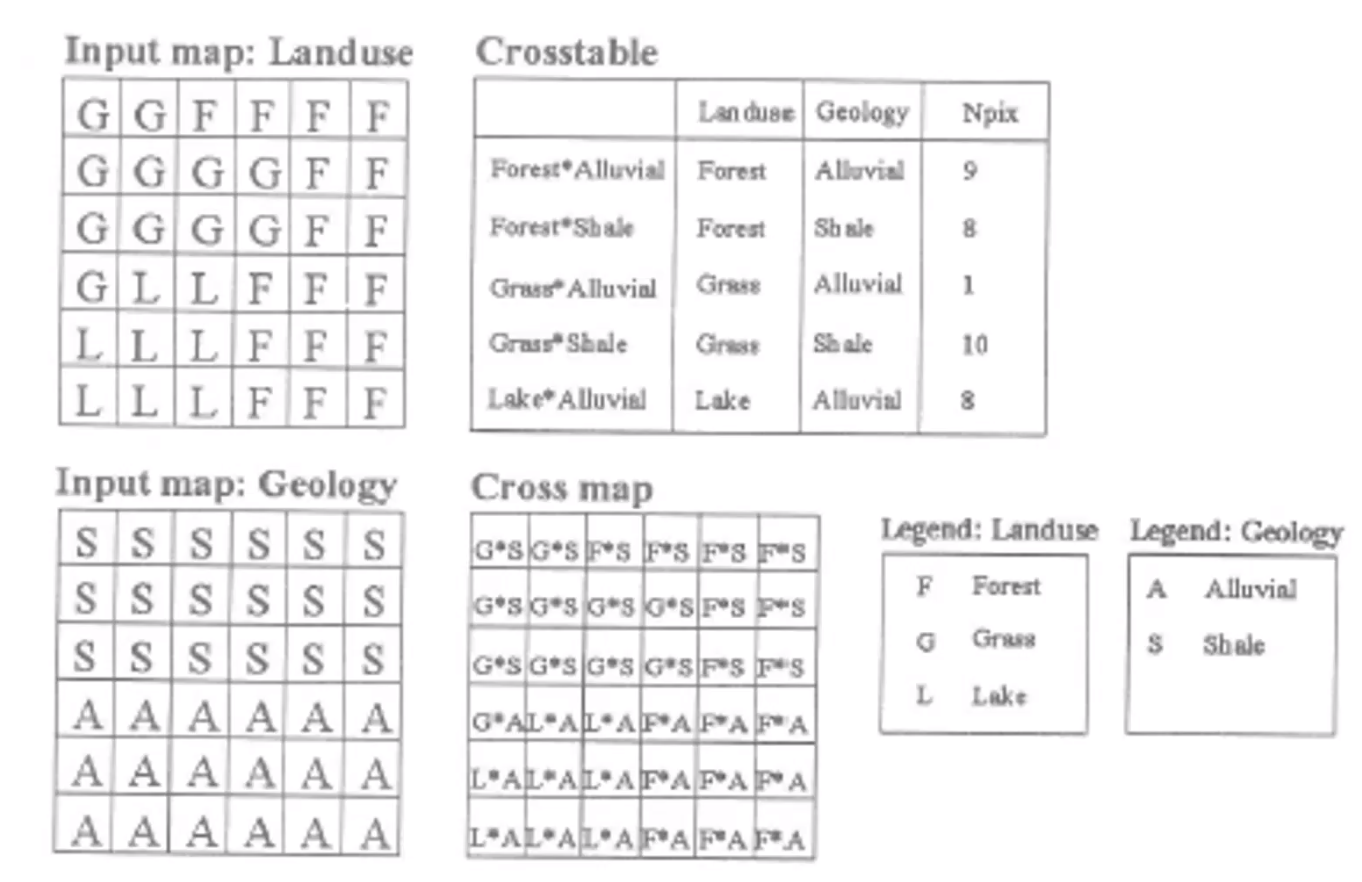 Input map: Landuse
G G F F F F
G G G G F F
G G G G F F
G L L F F F
L L L F F F
L L L F F F
Crosstable
Landuse Geology Npix
Forest*Alluvial Forest Alluvial 9
Forest*Shale Forest Shale 8
Grass*Alluvial Grass Alluvial 1
Grass*Shale Grass Shale 10
Lake*Alluvial Lake Alluvial 8
Input map: Geology
S S S S S S
S S S S S S
S S S S S S
A A A A A A
A A A A A A
A A A A A A
Cross map
G*S G*S F*S F*S F*S F*S
G*S G*S G*S G*S F*S F*S
G*S G*S G*S G*S F*S F*S
G*A L*A L*A F*A F*A F*A
L*A L*A L*A F*A F*A F*A
L*A L*A L*A F*A F*A F*A
Legend: Landuse
F Forest
G Grass
L Lake
Legend: Geology
A Alluvial
S Shale